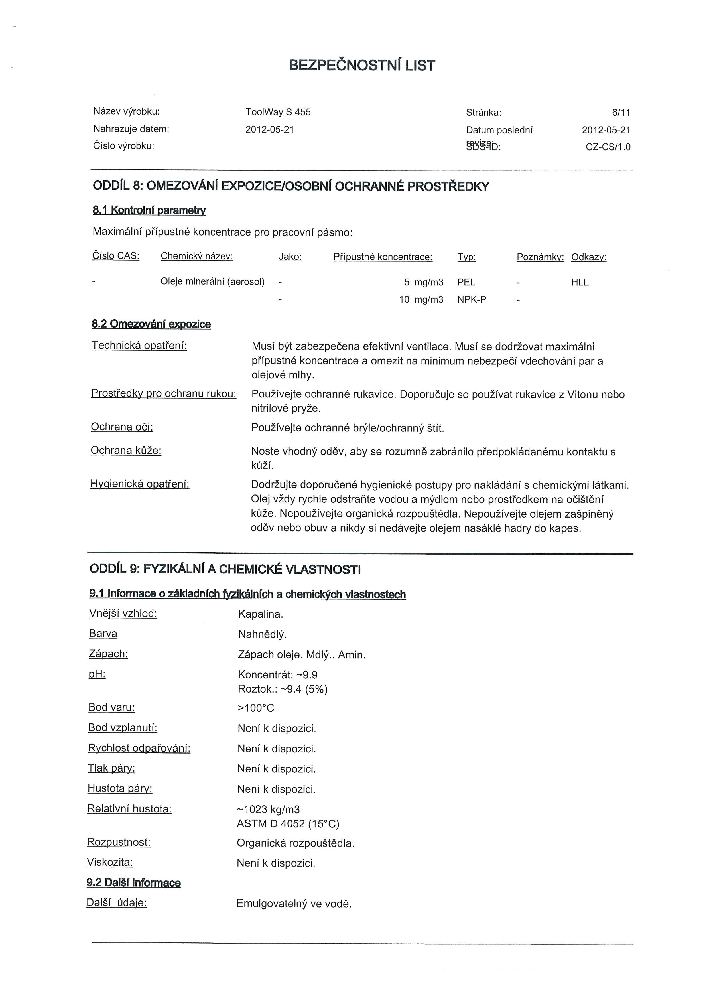 BEZPEČNOSTNÍ LIST
Název výrobku: ToolWay S 455 Stránka: 6/11
Nahrazuje datem: 2012-05-21 Datum poslední revize: 2012-05-21
Číslo výrobku: SDS-ID: CZ-CS/1.0
ODDÍL 8: OMEZOVÁNÍ EXPOZICE/OSOBNÍ OCHRANNÉ PROSTŘEDKY
8.1 Kontrolní parametry
Maximální přípustné koncentrace pro pracovní pásmo:
Číslo CAS: Chemický název: Jako: Přípustné koncentrace: Typ: Poznámky: Odkazy:
- Oleje minerální (aerosol) - 5 mg/m3 PEL - HLL
- 10 mg/m3 NPK-P -
8.2 Omezování expozice
Technická opatření: Musí být zabezpečena efektivní ventilace. Musí se dodržovat maximálni
přípustné koncentrace a omezit na minimum nebezpečí vdechování par a
olejové mlhy.
Prostředky pro ochranu rukou: Používejte ochranné rukavice. Doporučuje se používat rukavice z Vitonu nebo
nitrilové pryže.
Ochrana očí: Používejte ochranné brýle/ochranný štít.
Ochrana kůže: Noste vhodný oděv, aby se rozumně zabránilo předpokládanému kontaktu s
kůží.
Hygienická opatření: Dodržujte doporučené hygienické postupy pro nakládání s chemickými látkami.
Olej vždy rychle odstraňte vodou a mýdlem nebo prostředkem na očištění
kůže. Nepoužívejte organická rozpouštědla. Nepoužívejte olejem zašpiněný
oděv nebo obuv a nikdy si nedávejte olejem nasáklé hadry do kapes.
ODDÍL 9: FYZIKÁLNÍ A CHEMICKÉ VLASTNOSTI
9.1 Informace o základních fyzikálních a chemických vlastnostech
Vnější vzhled: Kapalina.
Barva Nahnědlý.
Zápach: Zápach oleje. Mdlý.. Amin.
pH: Koncentrát: ~9.9
Roztok.: ~9.4 (5%)
Bod varu: >100°C
Bod vzplanutí: Není k dispozici.
Rychlost odpařování: Není k dispozici.
Tlak páry: Není k dispozici.
Hustota páry: Není k dispozici.
Relativní hustota: ~1023 kg/m3
ASTM D 4052 (15°C)
Rozpustnost: Organická rozpouštědla.
Viskozita: Není k dispozici.
9.2 Další informace
Další údaje: Emulgovatelný ve vodě.